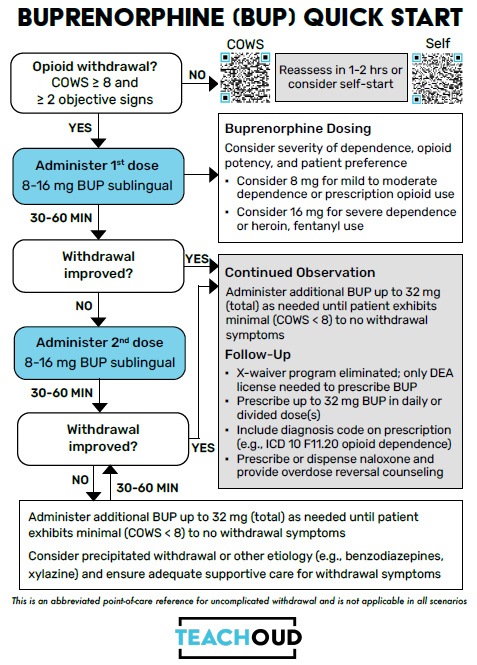 BUPRENORPHINE (BUP) QUICK START
Opioid withdrawal?
COWS ≥ 8 and
≥ 2 objective signs
NO
COWS
Reassess in 1-2 hrs or
consider self-start
Self
YES
Administer 1st dose
8-16 mg BUP sublingual
Buprenorphine Dosing
Consider severity of dependence, opioid
potency, and patient preference
• Consider 8 mg for mild to moderate
dependence or prescription opioid use
• Consider 16 mg for severe dependence
or heroin, fentanyl use
30-60 MIN
Withdrawal
improved?
YES
NO
Administer 2nd dose
8-16 mg BUP sublingual
30-60 MIN
Withdrawal
improved?
YES
Continued Observation
Administer additional BUP up to 32 mg
(total) as needed until patient exhibits
minimal (COWS < 8) to no withdrawal
symptoms
Follow-Up
• X-waiver program eliminated; only DEA
license needed to prescribe BUP
• Prescribe up to 32 mg BUP in daily or
divided dose(s)
• Include diagnosis code on prescription
(e.g., ICD 10 F11.20 opioid dependence)
• Prescribe or dispense naloxone and
provide overdose reversal counseling
NO
30-60 MIN
Administer additional BUP up to 32 mg (total) as needed until patient
exhibits minimal (COWS < 8) to no withdrawal symptoms
Consider precipitated withdrawal or other etiology (e.g., benzodiazepines,
xylazine) and ensure adequate supportive care for withdrawal symptoms
This is an abbreviated point-of-care reference for uncomplicated withdrawal and is not applicable in all scenarios
TEACHOUD